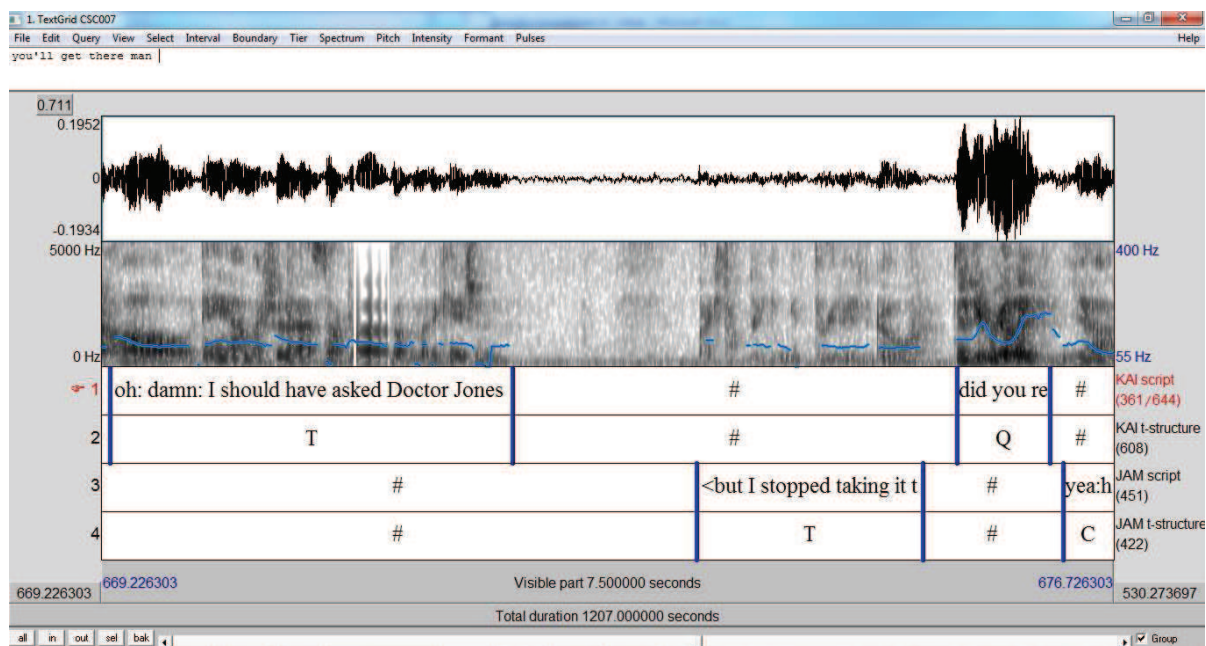 1. TextGrid CSC007
File Edit Query View Select Interval Boundary Tier Spectrum Pitch Intensity Formant Pulses Help
you'll get there man
0.711
0.1952
0
-0.1934
5000 Hz 400 Hz
0 Hz 55 Hz
1 oh: damn: I should have asked Doctor Jones # did you re # KAI script (361/644)
2 T # Q # KAI t-structure (608)
3 # <but I stopped taking it t # yea:h JAM script (451)
4 # T # C JAM t-structure (422)
669.226303 669.226303 Visible part 7.500000 seconds 676.726303 530.273697
Total duration 1207.000000 seconds
all in out sel bak Group